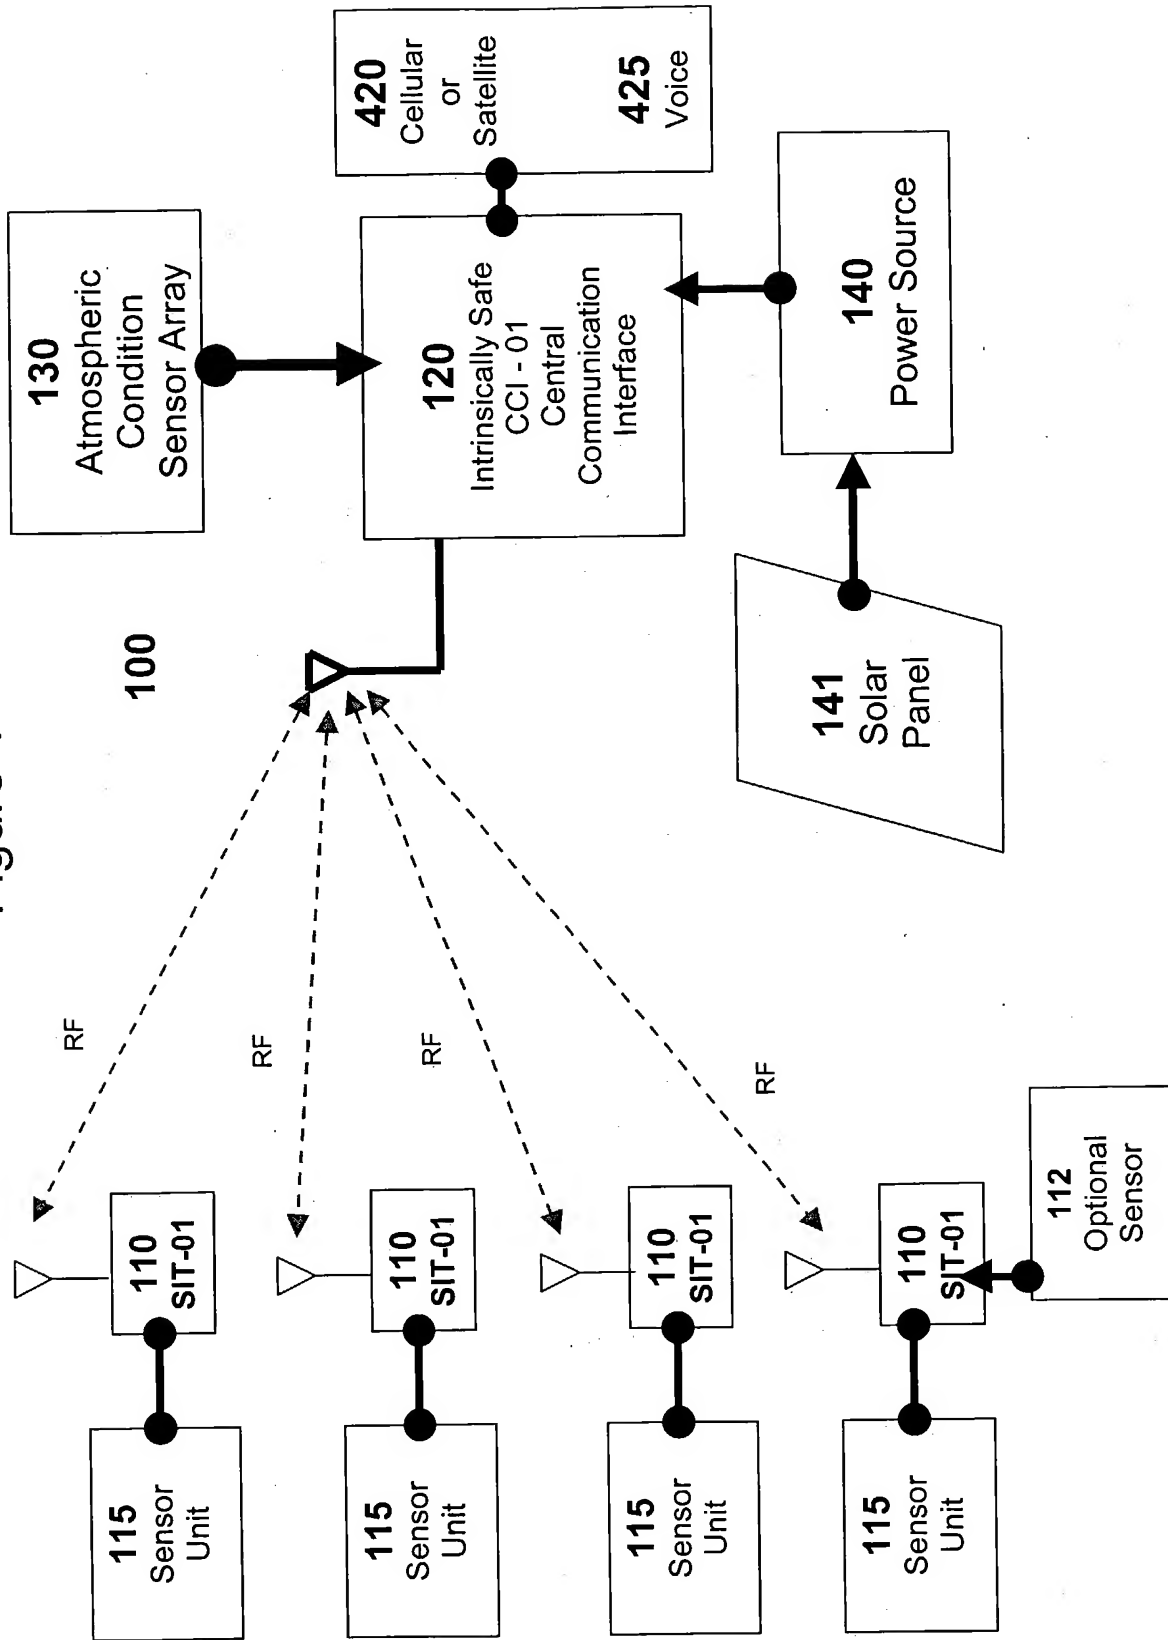 Figure 1
100
130
Atmospheric
Condition
Sensor Array
420
Cellular
or
Satellite
425
Voice
120
Intrinsically Safe
CCI - 01
Central
Communication
Interface
140
Power Source
141
Solar
Panel
RF
RF
RF
RF
110
SIT-01
110
SIT-01
110
SIT-01
110
SIT-01
112
Optional
Sensor
115
Sensor
Unit
115
Sensor
Unit
115
Sensor
Unit
115
Sensor
Unit